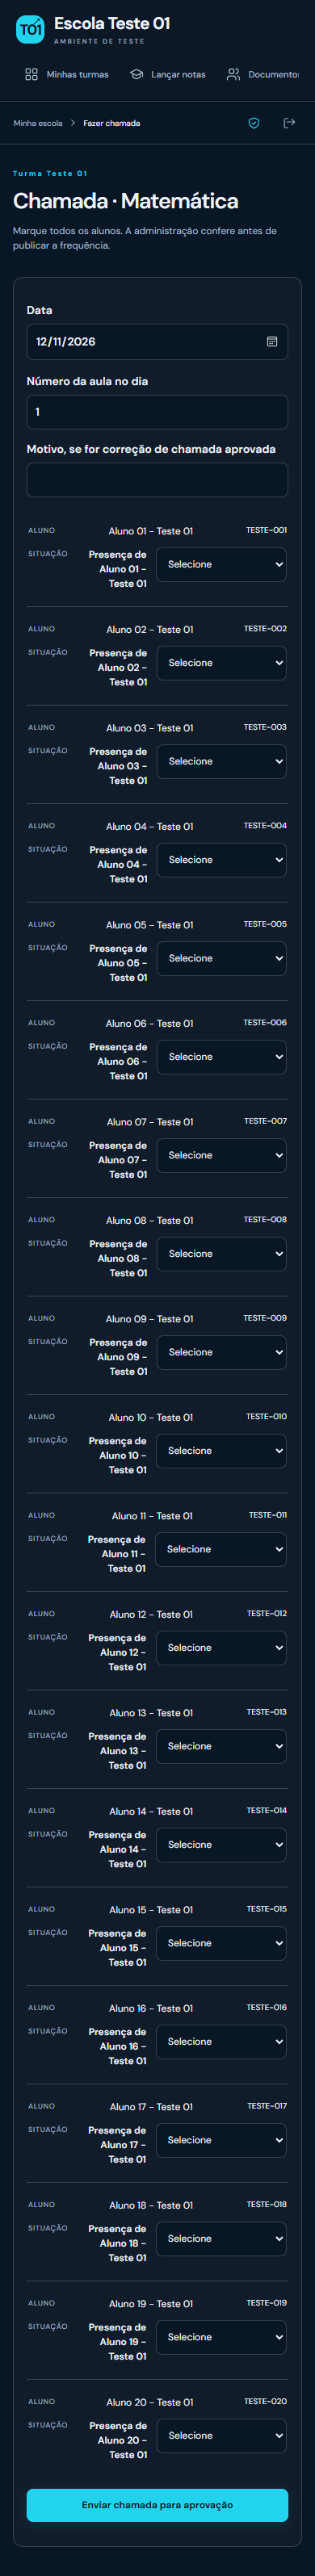 TO1
Escola Teste 01
AMBIENTE DE TESTE
Minhas turmas
Lançar notas
Documentos
Minha escola > Fazer chamada
Turma Teste 01
Chamada · Matemática
Marque todos os alunos. A administração confere antes de
publicar a frequência.
Data
12/11/2026
Número da aula no dia
1
Motivo, se for correção de chamada aprovada
ALUNO Aluno 01 - Teste 01 TESTE-001
SITUAÇÃO Presença de Selecione
Aluno 01 -
Teste 01
ALUNO Aluno 02 - Teste 01 TESTE-002
SITUAÇÃO Presença de Selecione
Aluno 02 -
Teste 01
ALUNO Aluno 03 - Teste 01 TESTE-003
SITUAÇÃO Presença de Selecione
Aluno 03 -
Teste 01
ALUNO Aluno 04 - Teste 01 TESTE-004
SITUAÇÃO Presença de Selecione
Aluno 04 -
Teste 01
ALUNO Aluno 05 - Teste 01 TESTE-005
SITUAÇÃO Presença de Selecione
Aluno 05 -
Teste 01
ALUNO Aluno 06 - Teste 01 TESTE-006
SITUAÇÃO Presença de Selecione
Aluno 06 -
Teste 01
ALUNO Aluno 07 - Teste 01 TESTE-007
SITUAÇÃO Presença de Selecione
Aluno 07 -
Teste 01
ALUNO Aluno 08 - Teste 01 TESTE-008
SITUAÇÃO Presença de Selecione
Aluno 08 -
Teste 01
ALUNO Aluno 09 - Teste 01 TESTE-009
SITUAÇÃO Presença de Selecione
Aluno 09 -
Teste 01
ALUNO Aluno 10 - Teste 01 TESTE-010
SITUAÇÃO Presença de Selecione
Aluno 10 -
Teste 01
ALUNO Aluno 11 - Teste 01 TESTE-011
SITUAÇÃO Presença de Selecione
Aluno 11 -
Teste 01
ALUNO Aluno 12 - Teste 01 TESTE-012
SITUAÇÃO Presença de Selecione
Aluno 12 -
Teste 01
ALUNO Aluno 13 - Teste 01 TESTE-013
SITUAÇÃO Presença de Selecione
Aluno 13 -
Teste 01
ALUNO Aluno 14 - Teste 01 TESTE-014
SITUAÇÃO Presença de Selecione
Aluno 14 -
Teste 01
ALUNO Aluno 15 - Teste 01 TESTE-015
SITUAÇÃO Presença de Selecione
Aluno 15 -
Teste 01
ALUNO Aluno 16 - Teste 01 TESTE-016
SITUAÇÃO Presença de Selecione
Aluno 16 -
Teste 01
ALUNO Aluno 17 - Teste 01 TESTE-017
SITUAÇÃO Presença de Selecione
Aluno 17 -
Teste 01
ALUNO Aluno 18 - Teste 01 TESTE-018
SITUAÇÃO Presença de Selecione
Aluno 18 -
Teste 01
ALUNO Aluno 19 - Teste 01 TESTE-019
SITUAÇÃO Presença de Selecione
Aluno 19 -
Teste 01
ALUNO Aluno 20 - Teste 01 TESTE-020
SITUAÇÃO Presença de Selecione
Aluno 20 -
Teste 01
Enviar chamada para aprovação